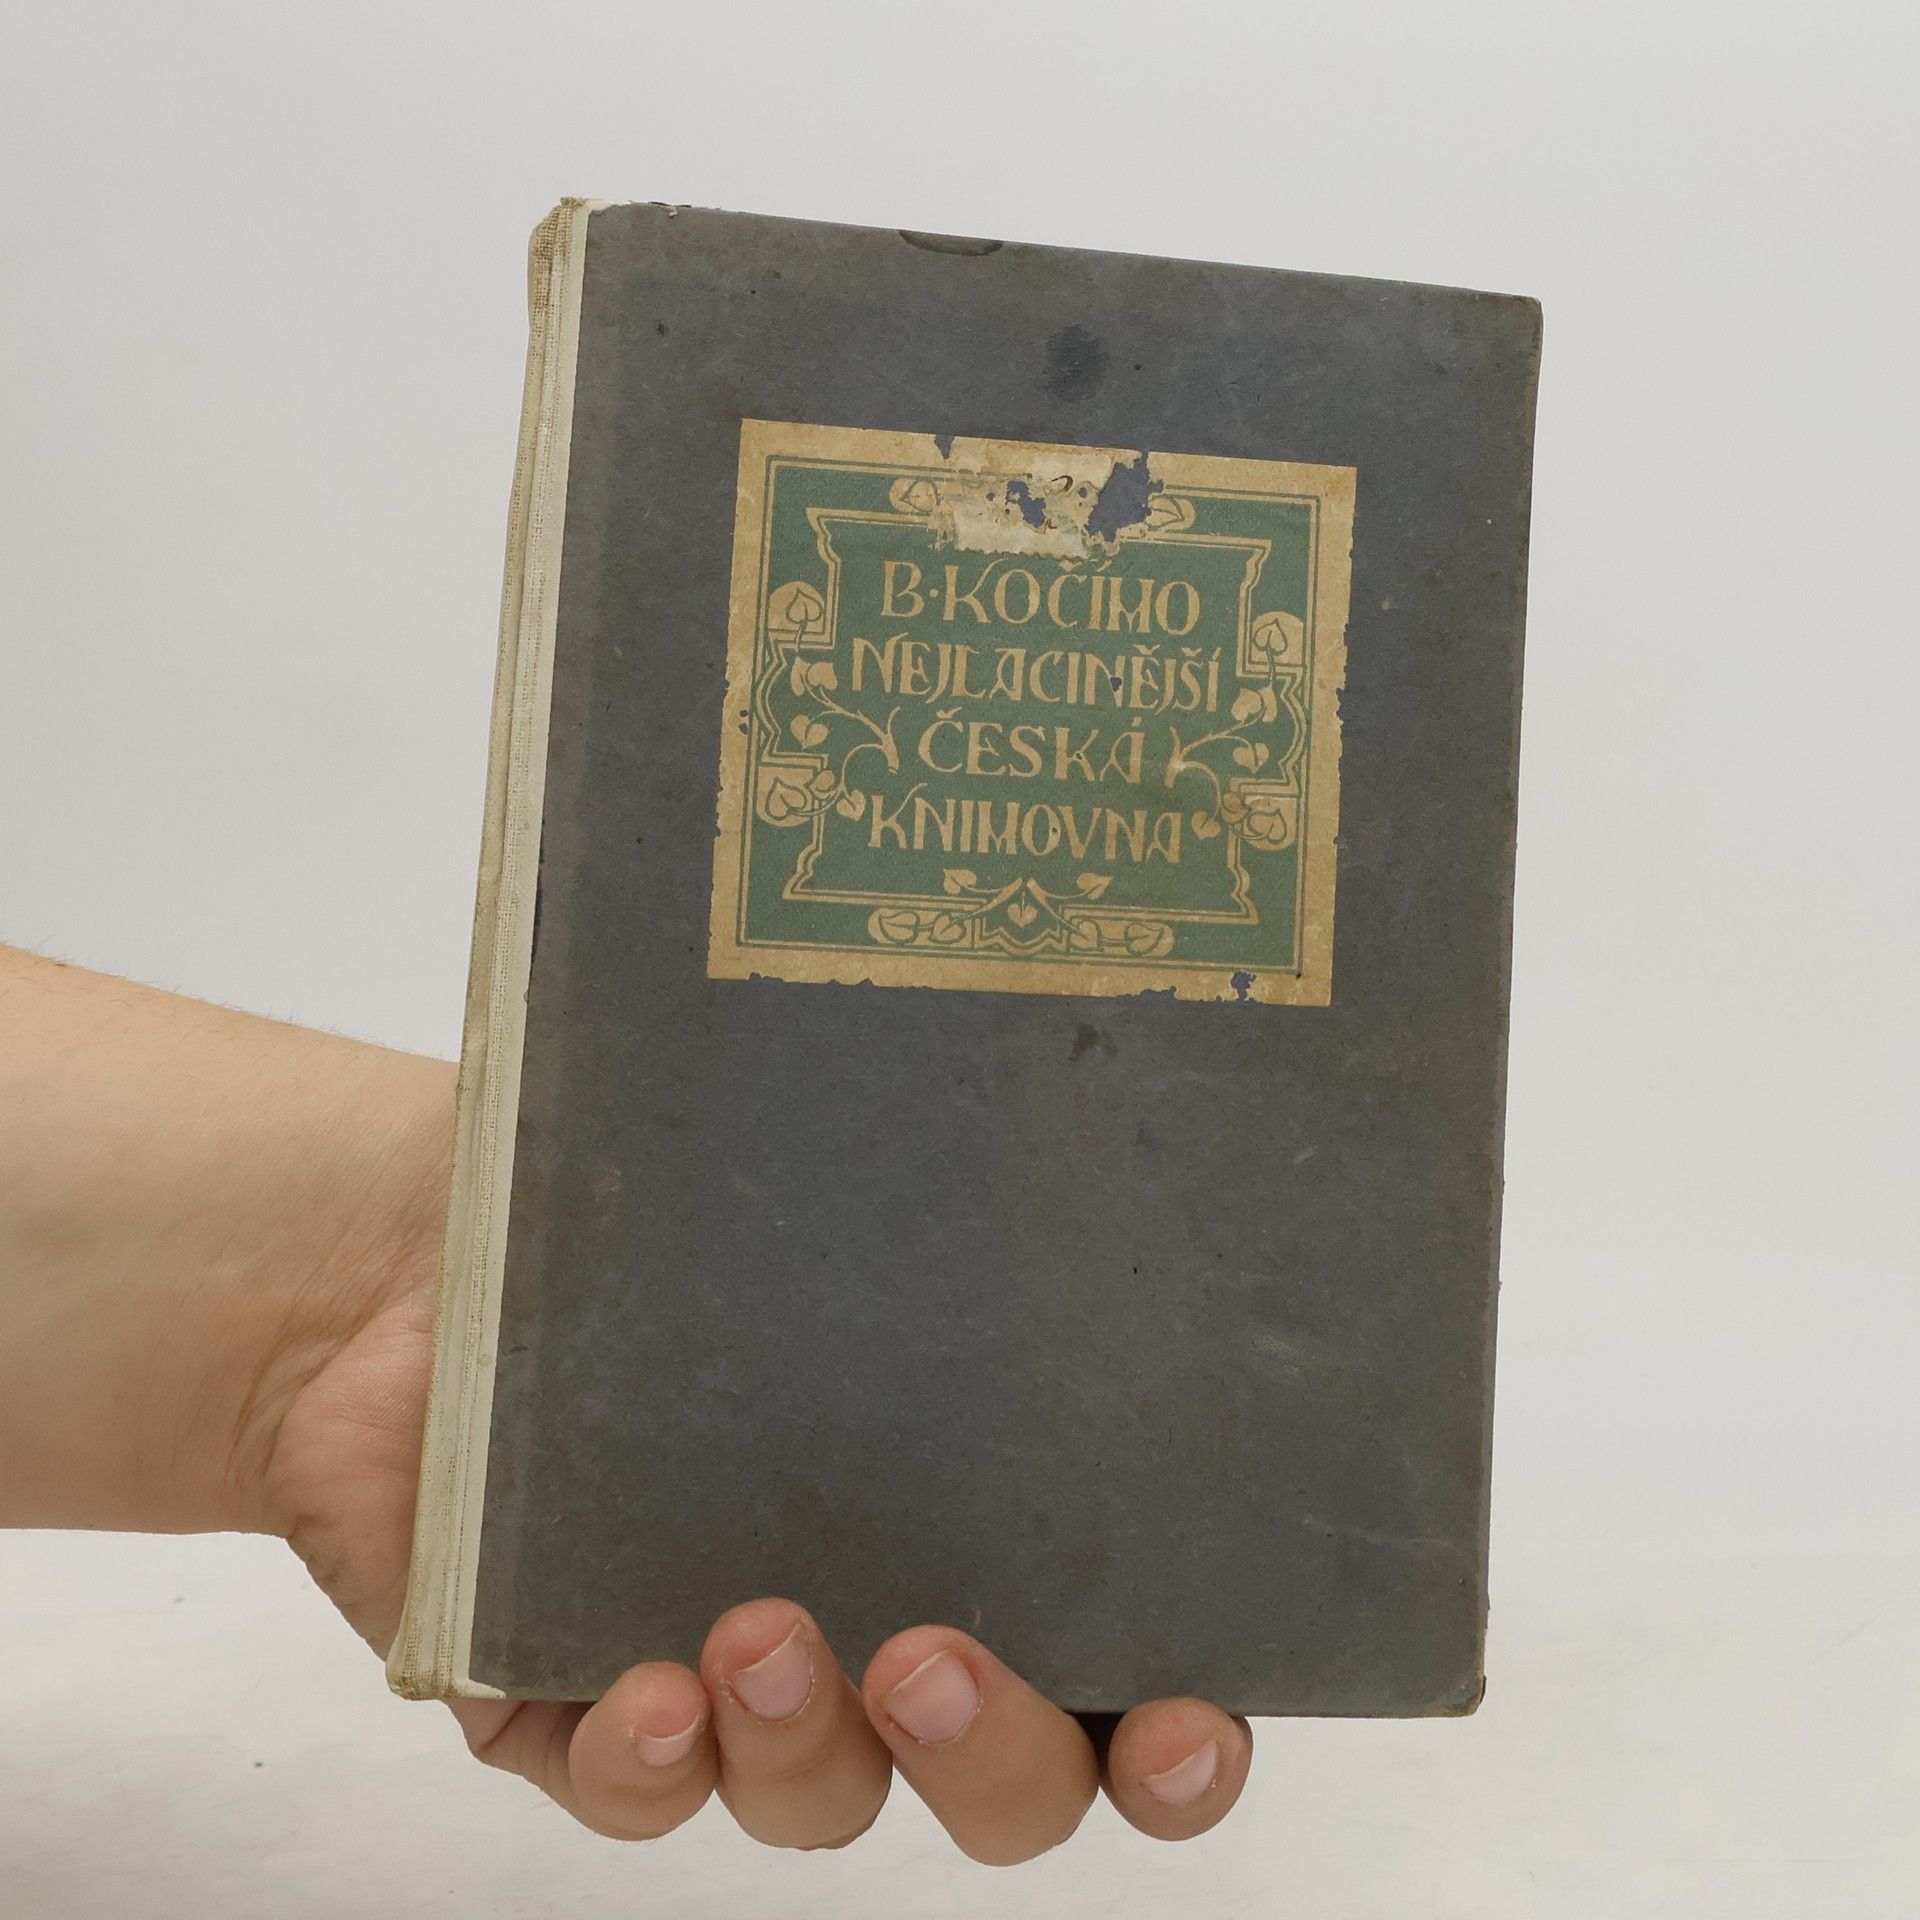 B·KOČÍHO
NEJLACINĚJŠÍ
ČESKÁ
KNIHOVNA